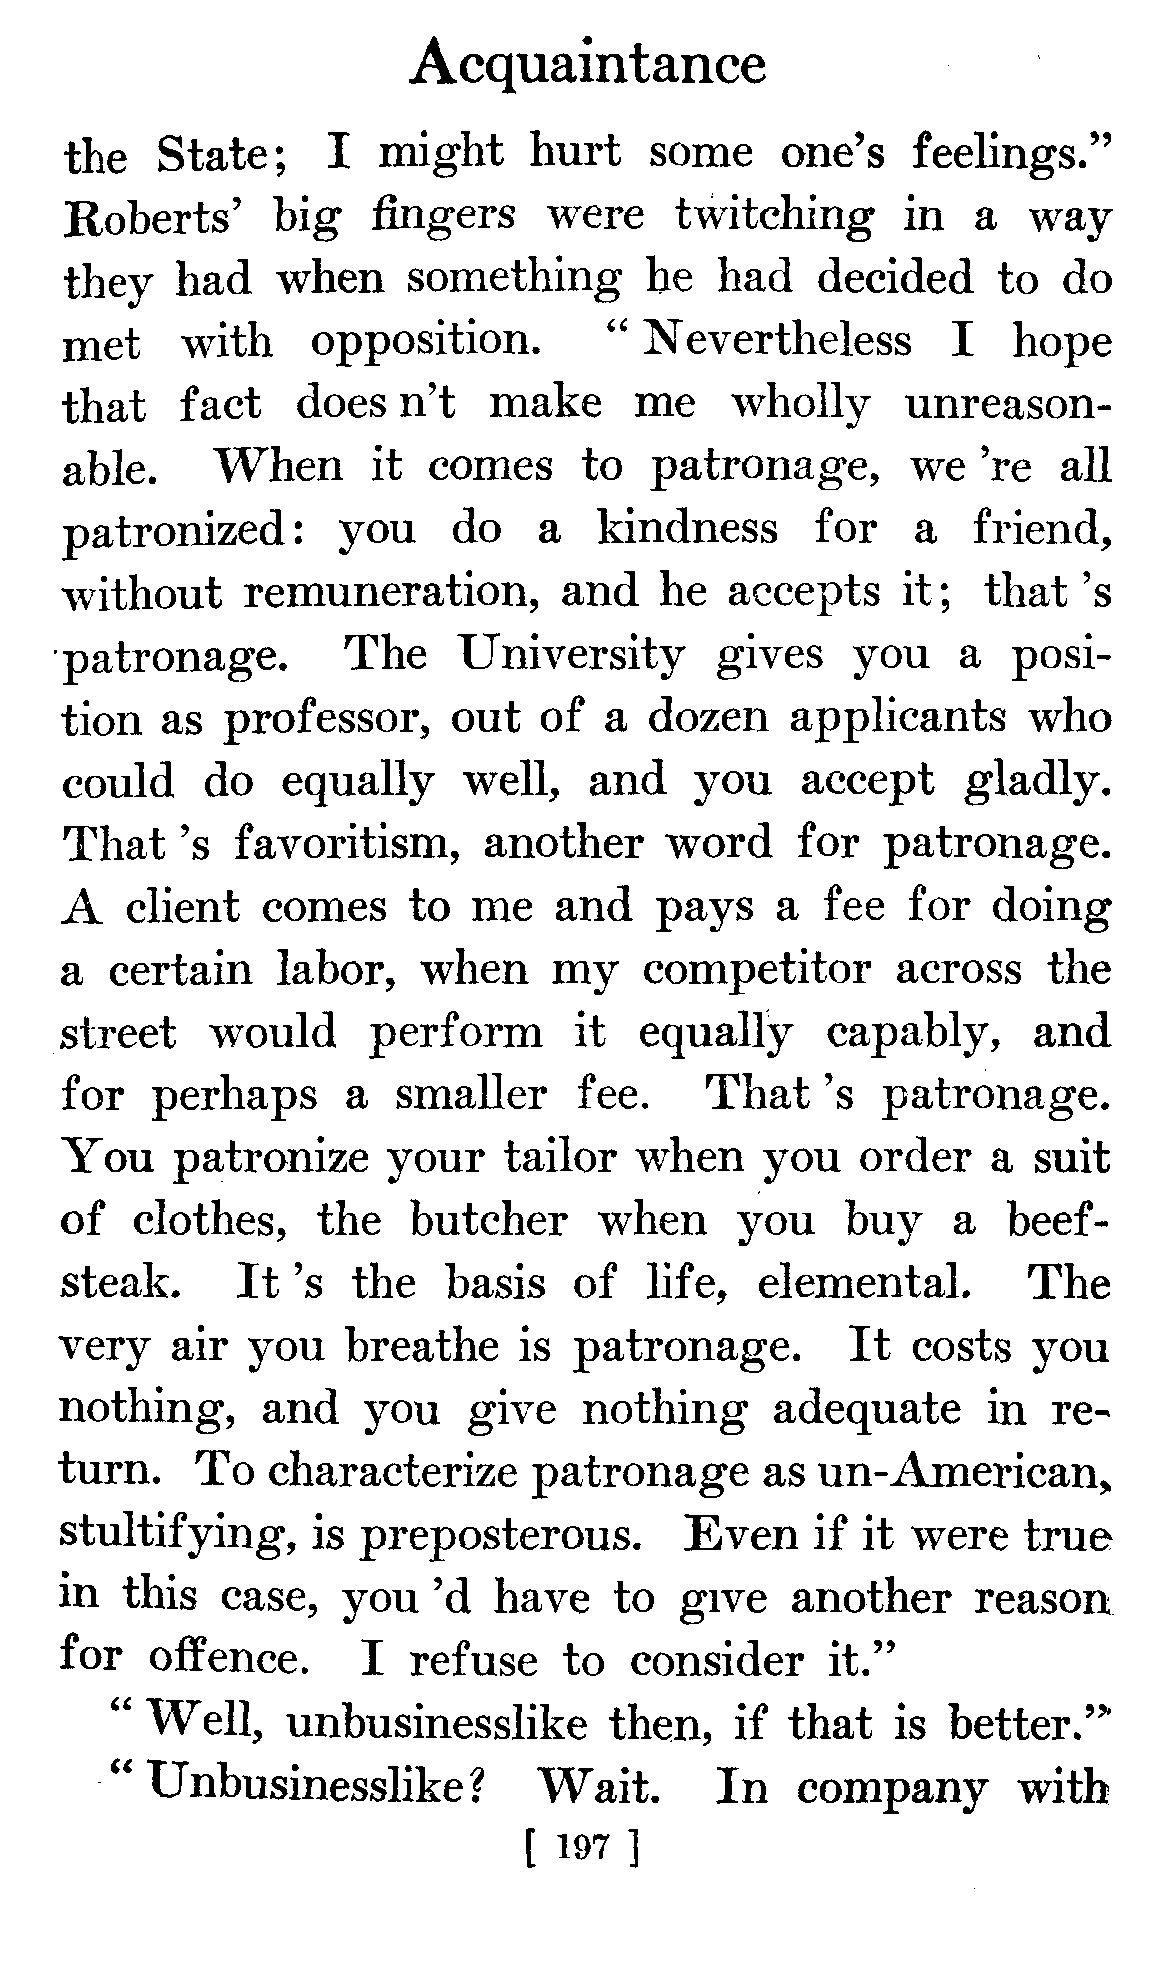 Acquaintance
the State; I might hurt some one's feelings.”
Roberts' big fingers were twitching in a way
they had when something he had decided to do
met with opposition. “Nevertheless I hope
that fact does n't make me wholly unreason-
able. When it comes to patronage, we 're all
patronized: you do a kindness for a friend,
without remuneration, and he accepts it; that 's
patronage. The University gives you a posi-
tion as professor, out of a dozen applicants who
could do equally well, and you accept gladly.
That 's favoritism, another word for patronage.
A client comes to me and pays a fee for doing
a certain labor, when my competitor across the
street would perform it equally capably, and
for perhaps a smaller fee. That 's patronage.
You patronize your tailor when you order a suit
of clothes, the butcher when you buy a beef-
steak. It 's the basis of life, elemental. The
very air you breathe is patronage. It costs you
nothing, and you give nothing adequate in re-
turn. To characterize patronage as un-American,
stultifying, is preposterous. Even if it were true
in this case, you 'd have to give another reason
for offence. I refuse to consider it.”
“Well, unbusinesslike then, if that is better.”
“Unbusinesslike? Wait. In company with
[ 197 ]